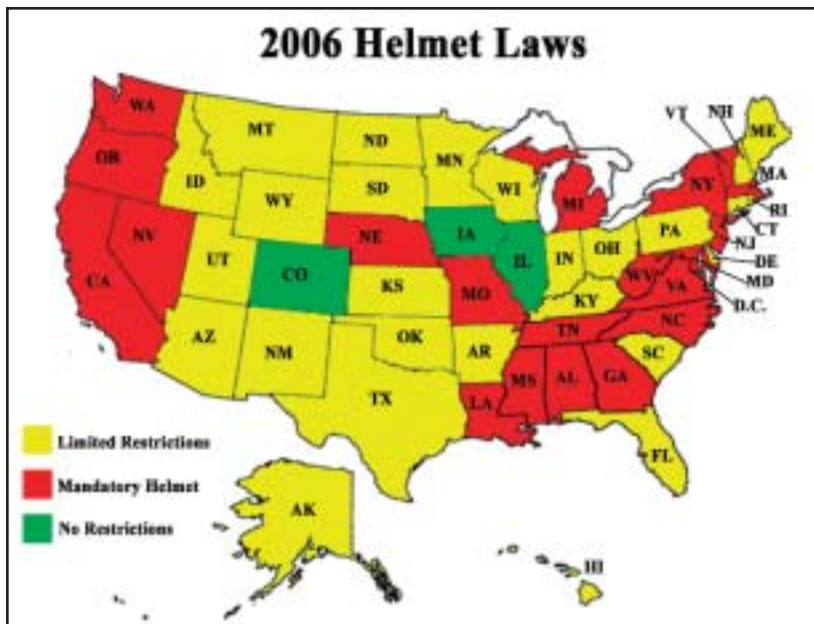 2006 Helmet Laws
WA
MT
ND
MN
VT
NH
ME
OR
ID
WY
SD
WI
MI
NY
MA
RI
CT
NV
UT
CO
NE
IA
IL
IN
OH
PA
NJ
DE
MD
D.C.
CA
KS
MO
KY
WV
VA
AZ
NM
OK
AR
TN
NC
SC
TX
LA
MS
AL
GA
FL
Limited Restrictions
Mandatory Helmet
No Restrictions
AK
HI